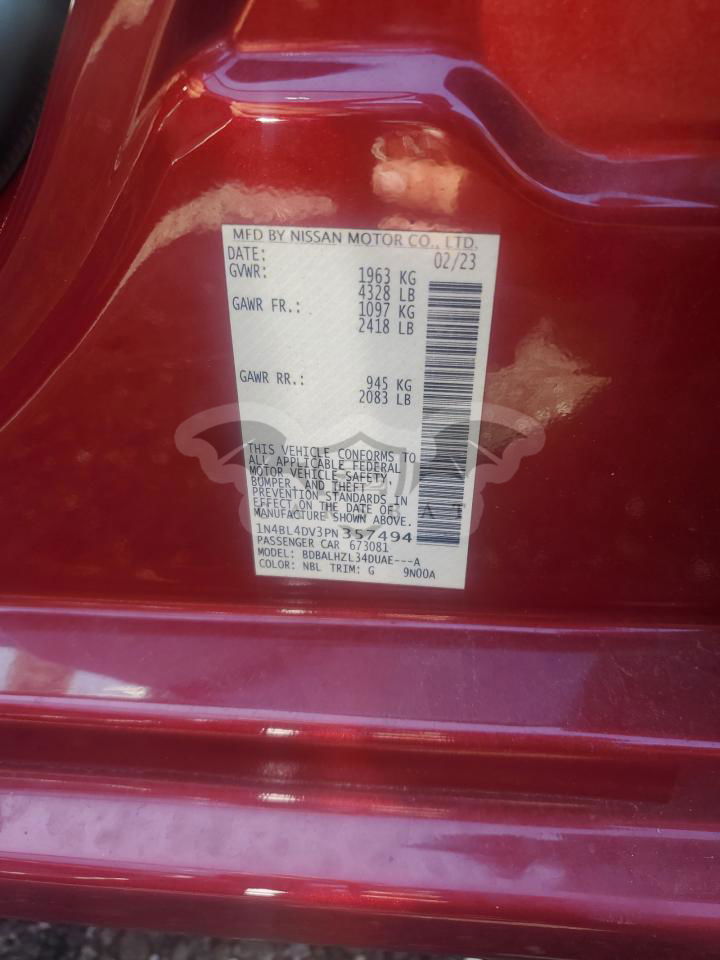 MFD BY NISSAN MOTOR CO., LTD.
DATE: 02/23
GVWR: 1963 KG
4328 LB
GAWR FR.: 1097 KG
2418 LB
GAWR RR.: 945 KG
2083 LB
THIS VEHICLE CONFORMS TO
ALL APPLICABLE FEDERAL
MOTOR VEHICLE SAFETY,
BUMPER, AND THEFT
PREVENTION STANDARDS IN
EFFECT ON THE DATE OF
MANUFACTURE SHOWN ABOVE.
1N4BL4DV3PN357494
PASSENGER CAR 673081
MODEL: BDBALHZL34DUAE---A
COLOR: NBL TRIM: G 9N00A